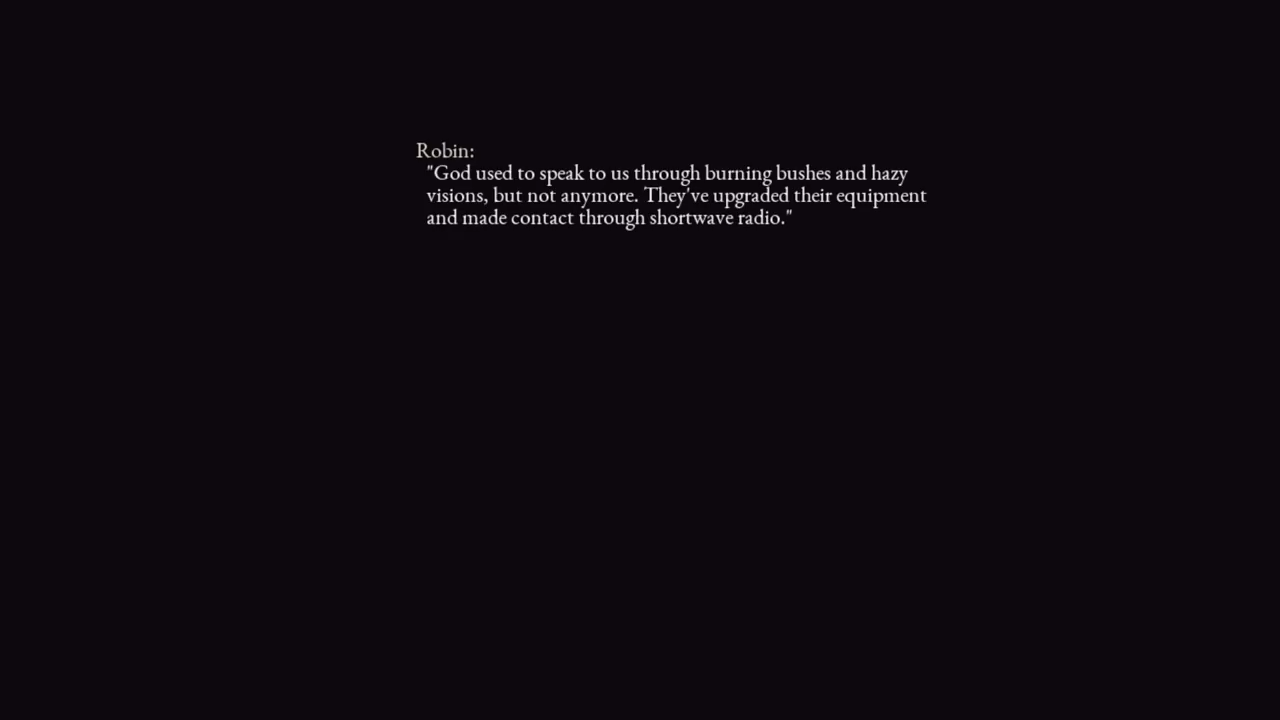 Robin:
"God used to speak to us through burning bushes and hazy
visions, but not anymore. They've upgraded their equipment
and made contact through shortwave radio."